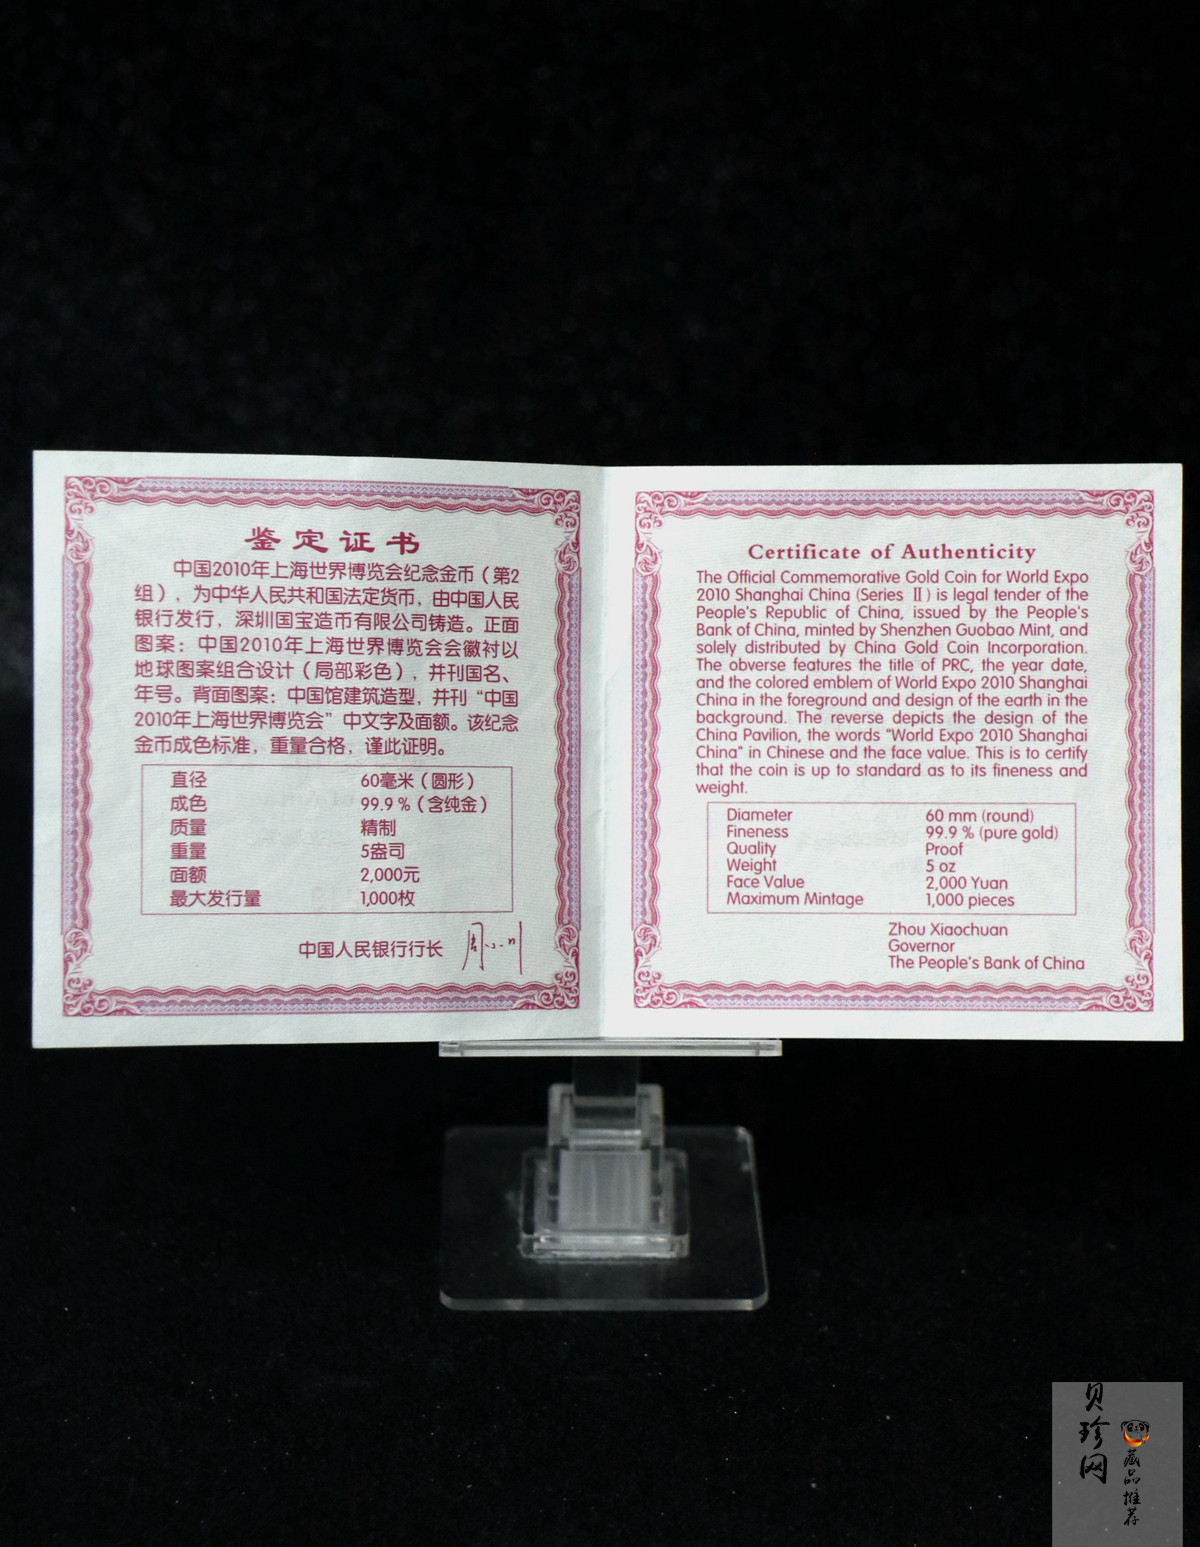 鉴定证书
中国2010年上海世界博览会纪念金币（第2
组），为中华人民共和国法定货币，由中国人民
银行发行，深圳国宝造币有限公司铸造。正面
图案：中国2010年上海世界博览会会徽衬以
地球图案组合设计（局部彩色），并刊国名、
年号。背面图案：中国馆建筑造型，并刊“中国
2010年上海世界博览会”中文字及面额。该纪念
金币成色标准，重量合格，谨此证明。
直径 60毫米（圆形）
成色 99.9％（含纯金）
质量 精制
重量 5盎司
面额 2,000元
最大发行量 1,000枚
中国人民银行行长 周小川
Certificate of Authenticity
The Official Commemorative Gold Coin for World Expo
2010 Shanghai China (Series Ⅱ) is legal tender of the
People's Republic of China, issued by the People's
Bank of China, minted by Shenzhen Guobao Mint, and
solely distributed by China Gold Coin Incorporation.
The obverse features the title of PRC, the year date,
and the colored emblem of World Expo 2010 Shanghai
China in the foreground and design of the earth in the
background. The reverse depicts the design of the
China Pavilion, the words "World Expo 2010 Shanghai
China" in Chinese and the face value. This is to certify
that the coin is up to standard as to its fineness and
weight.
Diameter 60 mm (round)
Fineness 99.9 % (pure gold)
Quality Proof
Weight 5 oz
Face Value 2,000 Yuan
Maximum Mintage 1,000 pieces
Zhou Xiaochuan
Governor
The People's Bank of China
贝珍网
藏品推荐